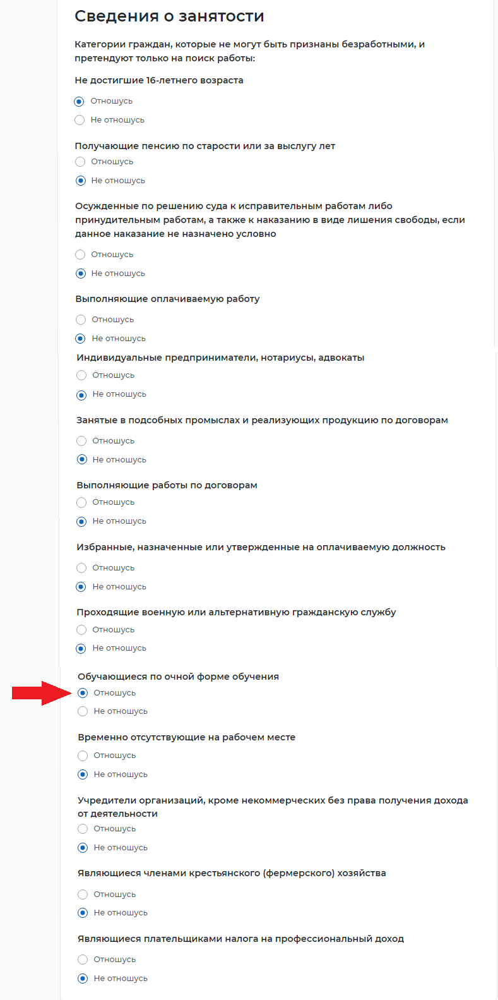 Сведения о занятости
Категории граждан, которые не могут быть признаны безработными, и
претендуют только на поиск работы:
Не достигшие 16-летнего возраста
Отношусь
Не отношусь
Получающие пенсию по старости или за выслугу лет
Отношусь
Не отношусь
Осужденные по решению суда к исправительным работам либо
принудительным работам, а также к наказанию в виде лишения свободы, если
данное наказание не назначено условно
Отношусь
Не отношусь
Выполняющие оплачиваемую работу
Отношусь
Не отношусь
Индивидуальные предприниматели, нотариусы, адвокаты
Отношусь
Не отношусь
Занятые в подсобных промыслах и реализующих продукцию по договорам
Отношусь
Не отношусь
Выполняющие работы по договорам
Отношусь
Не отношусь
Избранные, назначенные или утвержденные на оплачиваемую должность
Отношусь
Не отношусь
Проходящие военную или альтернативную гражданскую службу
Отношусь
Не отношусь
Обучающиеся по очной форме обучения
Отношусь
Не отношусь
Временно отсутствующие на рабочем месте
Отношусь
Не отношусь
Учредители организаций, кроме некоммерческих без права получения дохода
от деятельности
Отношусь
Не отношусь
Являющиеся членами крестьянского (фермерского) хозяйства
Отношусь
Не отношусь
Являющиеся плательщиками налога на профессиональный доход
Отношусь
Не отношусь